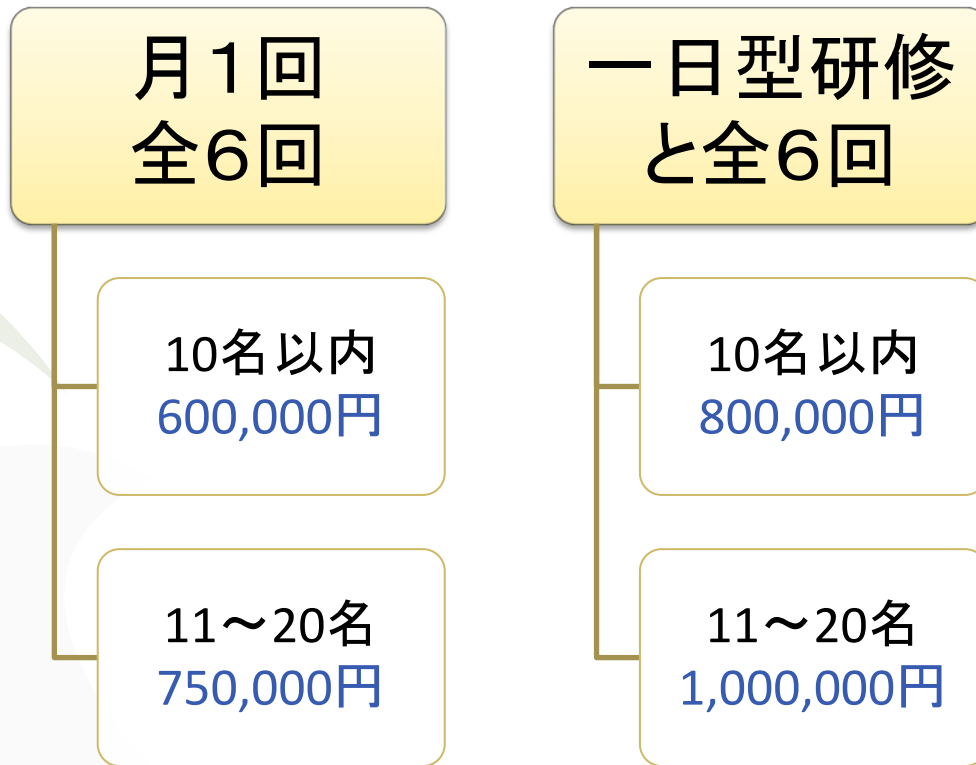 月１回
全６回
10名以内
600,000円
11～20名
750,000円
一日型研修
と全６回
10名以内
800,000円
11～20名
1,000,000円